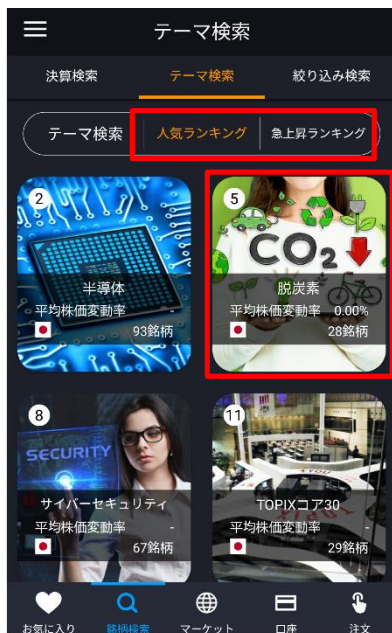 テーマ検索
決算検索 テーマ検索 絞り込み検索
テーマ検索 人気ランキング 急上昇ランキング
2
半導体
平均株価変動率 -
93銘柄
5
CO2
脱炭素
平均株価変動率 0.00%
28銘柄
8
SECURITY
サイバーセキュリティ
平均株価変動率 -
67銘柄
11
TOPIXコア30
平均株価変動率 -
29銘柄
お気に入り 銘柄検索 マーケット 口座 注文